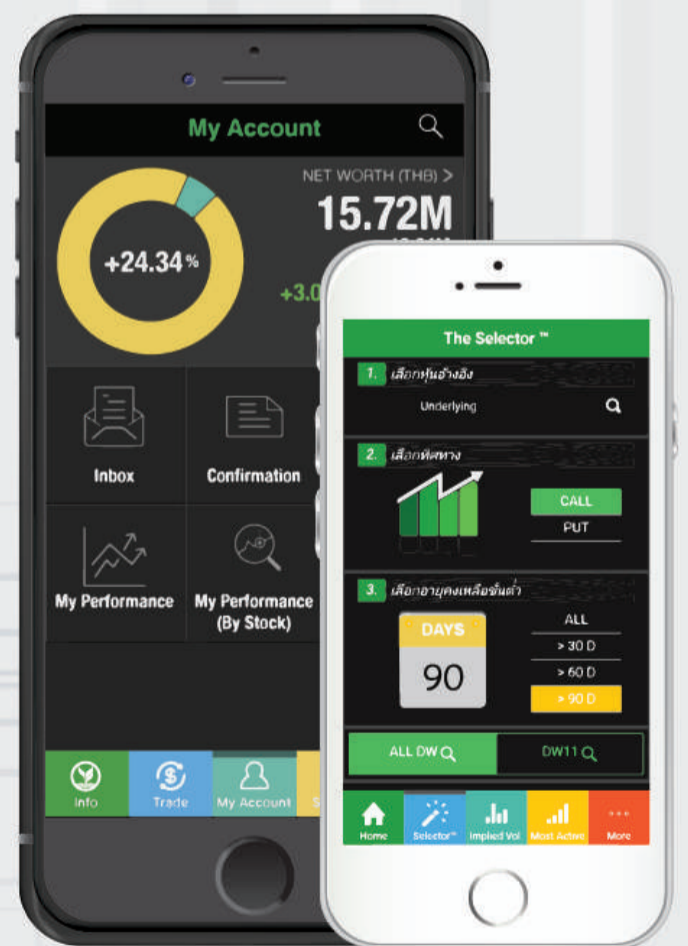 My Account
NET WORTH (THB) >
15.72M
+24.34%
+3.0
Inbox
Confirmation
My Performance
My Performance
(By Stock)
Info
Trade
My Account
The Selector ™
1. เลือกหุ้นอ้างอิง
Underlying
2. เลือกทิศทาง
CALL
PUT
3. เลือกอายุคงเหลือขั้นต่ำ
DAYS
90
ALL
> 30 D
> 60 D
> 90 D
ALL DW
DW11
Home
Selector™
Implied Vol
Most Active
More